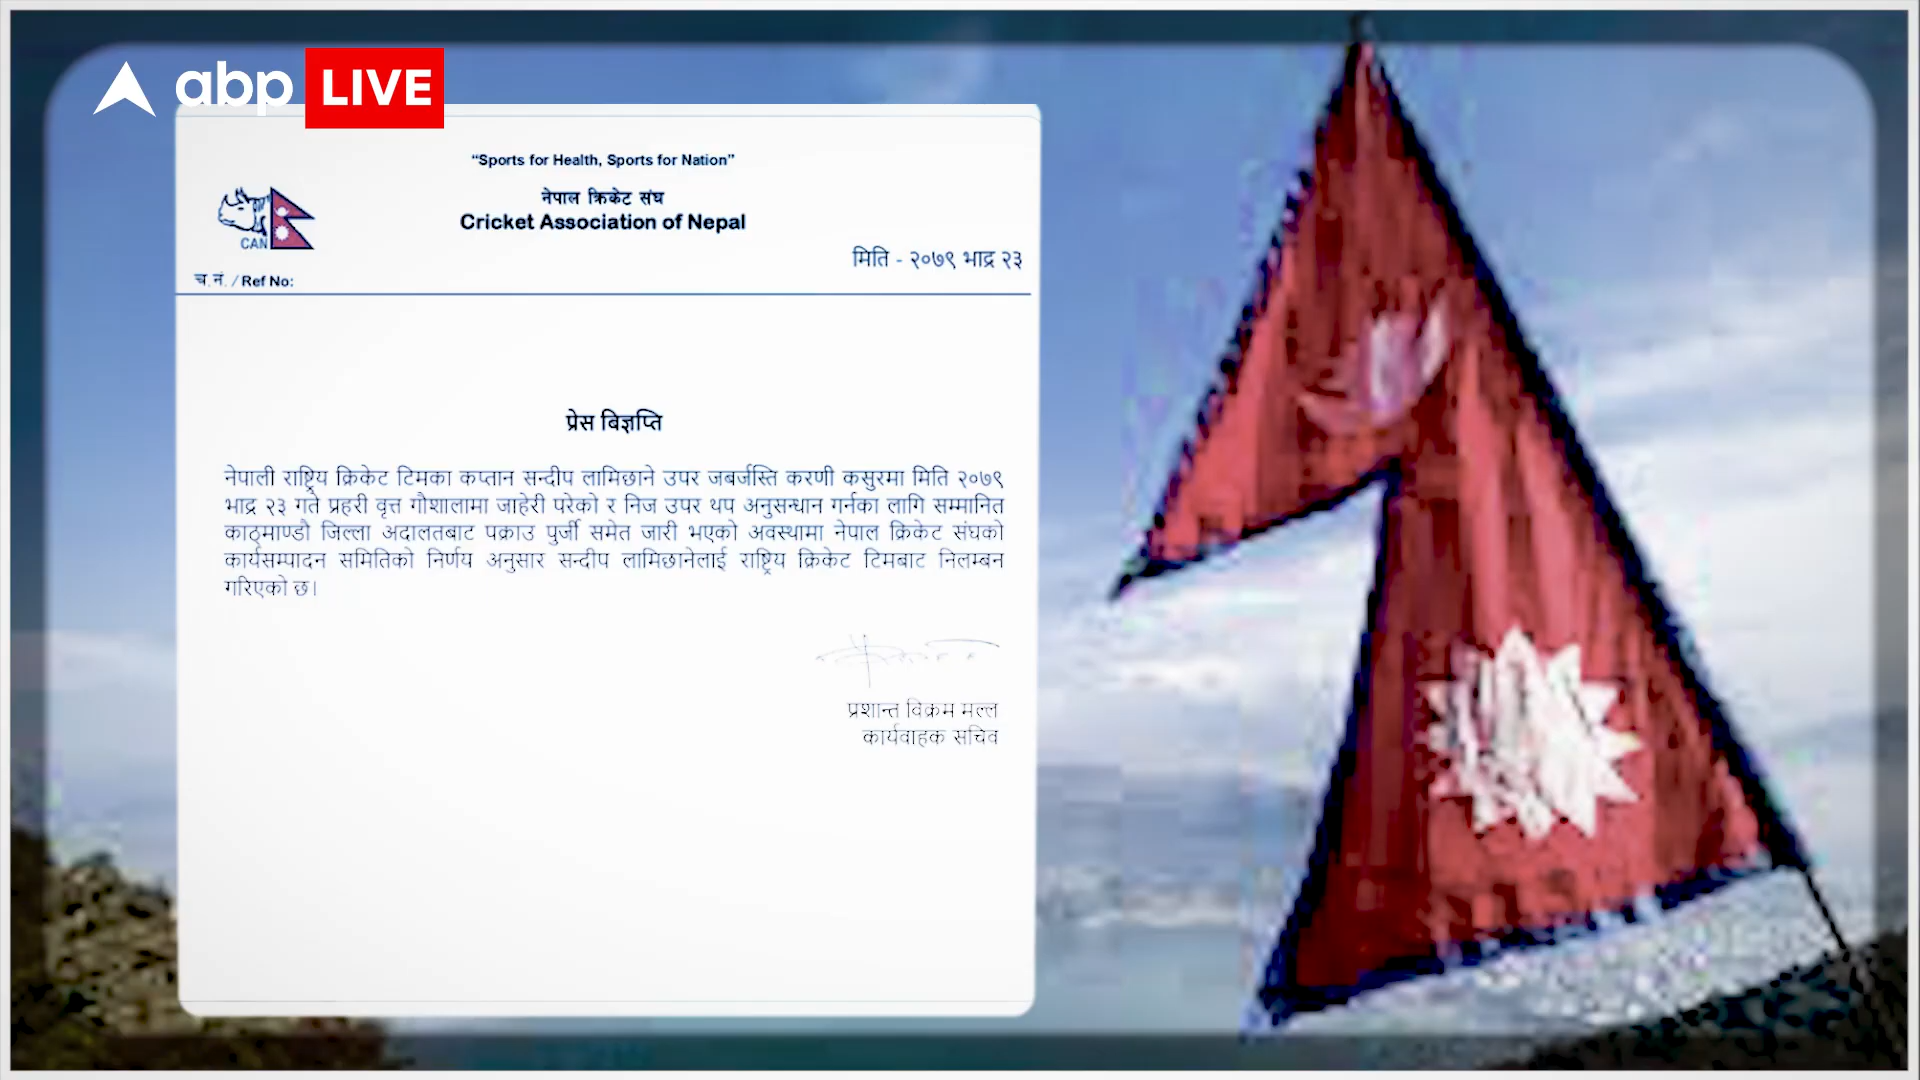 abp LIVE
“Sports for Health, Sports for Nation”
नेपाल क्रिकेट संघ
Cricket Association of Nepal
CAN
मिति - २०७९ भाद्र २३
च.नं. / Ref No:
प्रेस बिज्ञप्ति
नेपाली राष्ट्रिय क्रिकेट टिमका कप्तान सन्दीप लामिछाने उपर जबर्जस्ति करणी कसुरमा मिति २०७९
भाद्र २३ गते प्रहरी वृत्त गौशालामा जाहेरी परेको र निज उपर थप अनुसन्धान गर्नका लागि सम्मानित
काठ्माण्डौ जिल्ला अदालतबाट पक्राउ पुर्जी समेत जारी भएको अवस्थामा नेपाल क्रिकेट संघको
कार्यसम्पादन समितिको निर्णय अनुसार सन्दीप लामिछानेलाई राष्ट्रिय क्रिकेट टिमबाट निलम्बन
गरिएको छ।
प्रशान्त विक्रम मल्ल
कार्यवाहक सचिव